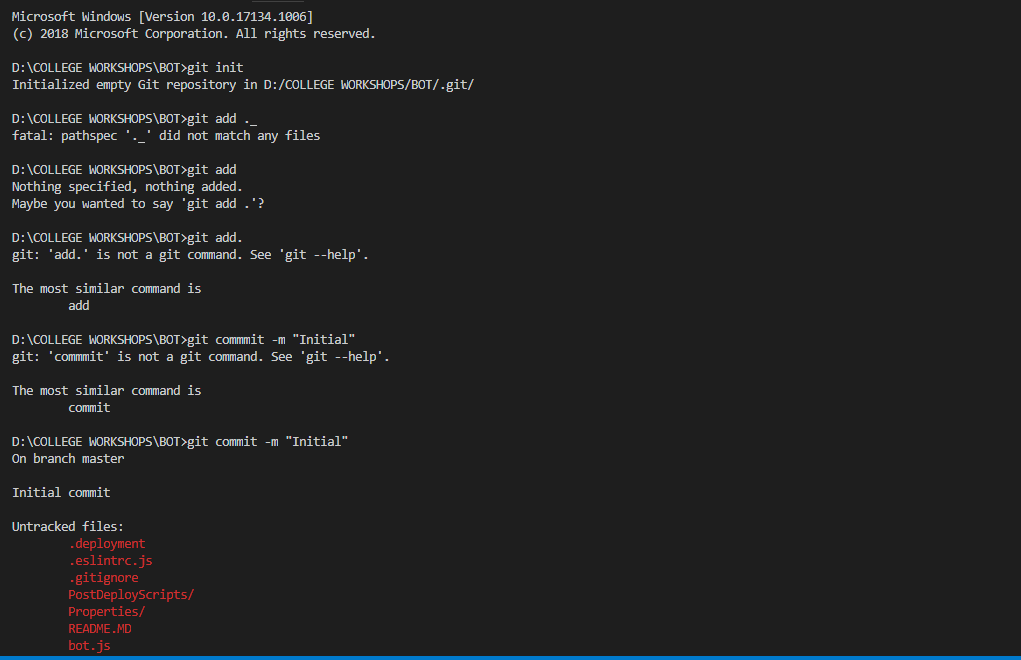 Microsoft Windows [Version 10.0.17134.1006]
(c) 2018 Microsoft Corporation. All rights reserved.
D:\COLLEGE WORKSHOPS\BOT>git init
Initialized empty Git repository in D:/COLLEGE WORKSHOPS/BOT/.git/
D:\COLLEGE WORKSHOPS\BOT>git add ._
fatal: pathspec '._' did not match any files
D:\COLLEGE WORKSHOPS\BOT>git add
Nothing specified, nothing added.
Maybe you wanted to say 'git add .'?
D:\COLLEGE WORKSHOPS\BOT>git add.
git: 'add.' is not a git command. See 'git --help'.
The most similar command is
add
D:\COLLEGE WORKSHOPS\BOT>git commmit -m "Initial"
git: 'commmit' is not a git command. See 'git --help'.
The most similar command is
commit
D:\COLLEGE WORKSHOPS\BOT>git commit -m "Initial"
On branch master
Initial commit
Untracked files:
.deployment
.eslintrc.js
.gitignore
PostDeployScripts/
Properties/
README.MD
bot.js